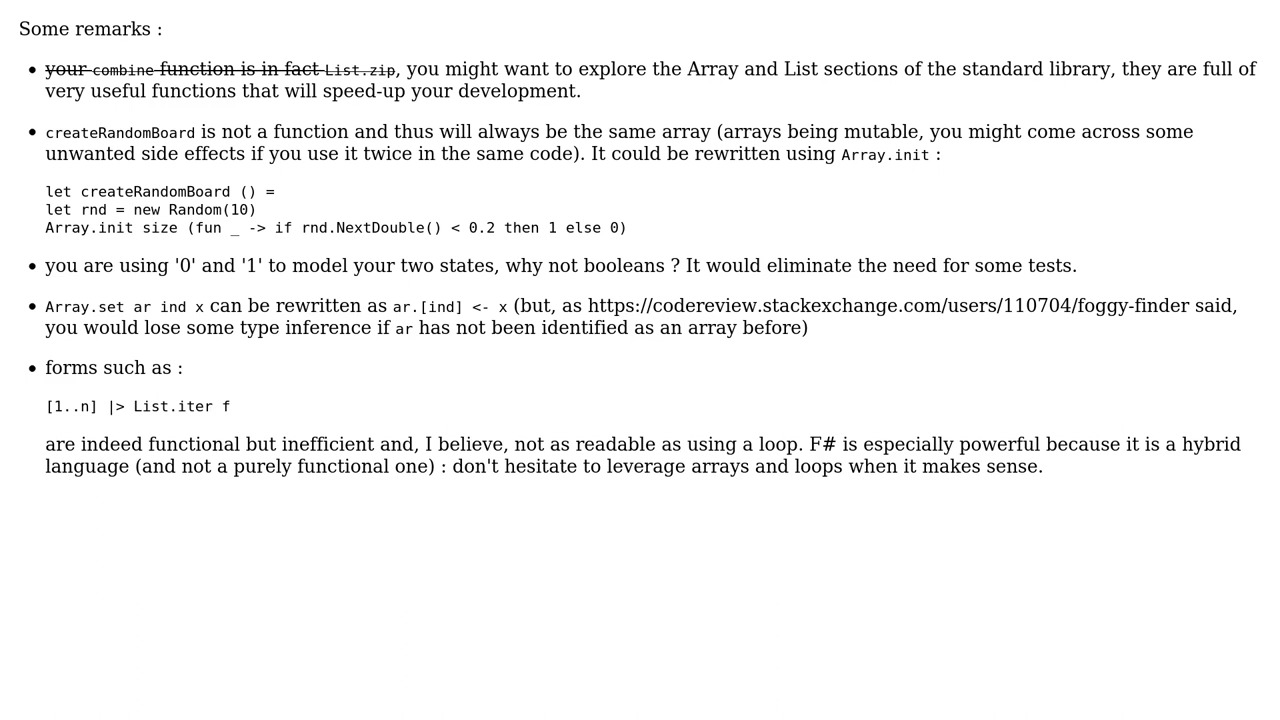 Some remarks :
your combine function is in fact List.zip, you might want to explore the Array and List sections of the standard library, they are full of
very useful functions that will speed-up your development.
createRandomBoard is not a function and thus will always be the same array (arrays being mutable, you might come across some
unwanted side effects if you use it twice in the same code). It could be rewritten using Array.init :
let createRandomBoard () =
let rnd = new Random(10)
Array.init size (fun _ -> if rnd.NextDouble() < 0.2 then 1 else 0)
you are using '0' and '1' to model your two states, why not booleans ? It would eliminate the need for some tests.
Array.set ar ind x can be rewritten as ar.[ind] <- x (but, as https://codereview.stackexchange.com/users/110704/foggy-finder said,
you would lose some type inference if ar has not been identified as an array before)
forms such as :
[1..n] |> List.iter f
are indeed functional but inefficient and, I believe, not as readable as using a loop. F# is especially powerful because it is a hybrid
language (and not a purely functional one) : don't hesitate to leverage arrays and loops when it makes sense.